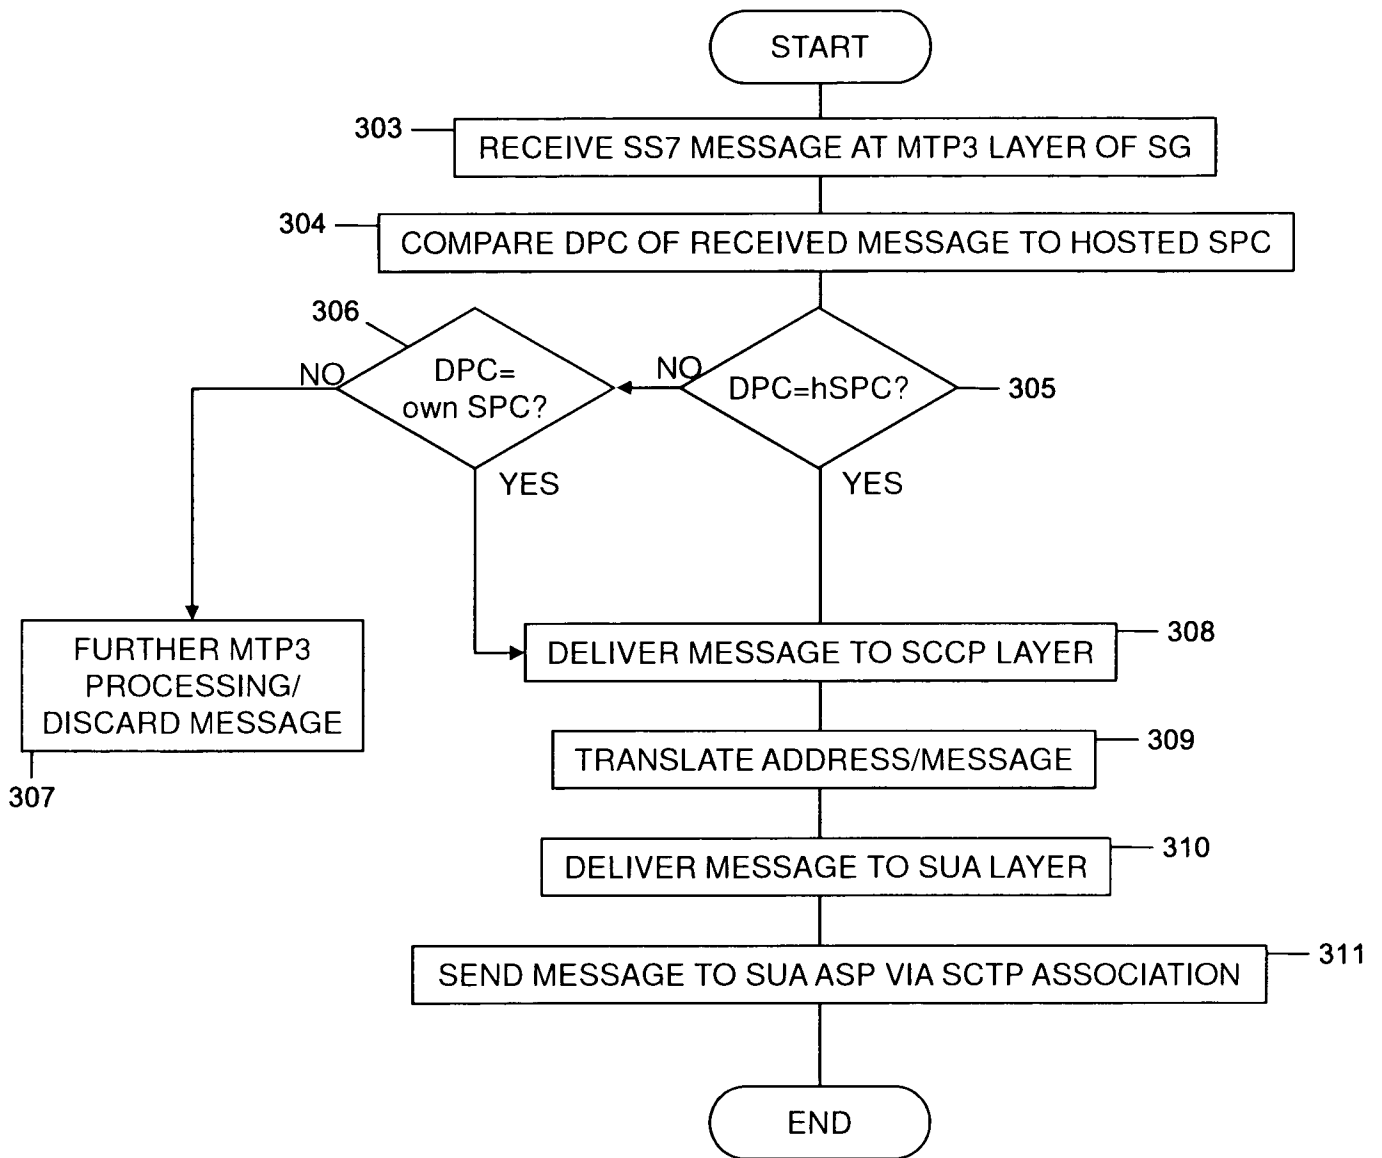 START
303
RECEIVE SS7 MESSAGE AT MTP3 LAYER OF SG
304
COMPARE DPC OF RECEIVED MESSAGE TO HOSTED SPC
306
NO
DPC=
own SPC?
NO
DPC=hSPC?
305
YES
YES
FURTHER MTP3
PROCESSING/
DISCARD MESSAGE
307
DELIVER MESSAGE TO SCCP LAYER
308
TRANSLATE ADDRESS/MESSAGE
309
DELIVER MESSAGE TO SUA LAYER
310
SEND MESSAGE TO SUA ASP VIA SCTP ASSOCIATION
311
END